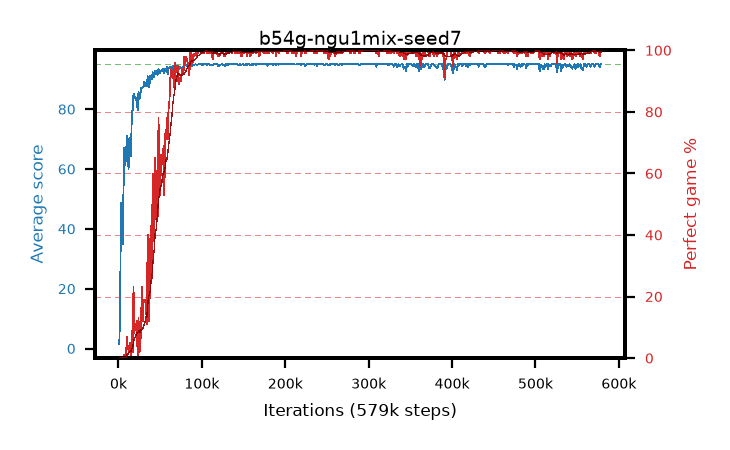 b54g-ngu1mix-seed7
Average score
80
60
40
20
0
100
80
60
40
20
0
Perfect game %
0k
100k
200k
300k
400k
500k
600k
Iterations (579k steps)